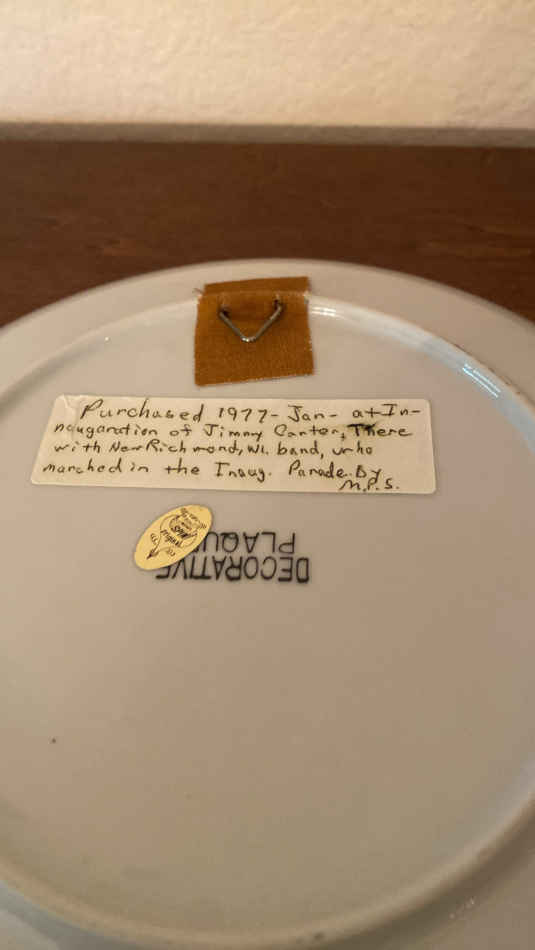 Purchased 1977-Jan- at In-
nauguration of Jimmy Carter, There
with New Richmond, WI. band, who
marched in the Inaug. Parade. By
M.P.S.
DECORATIVE
PLAQU